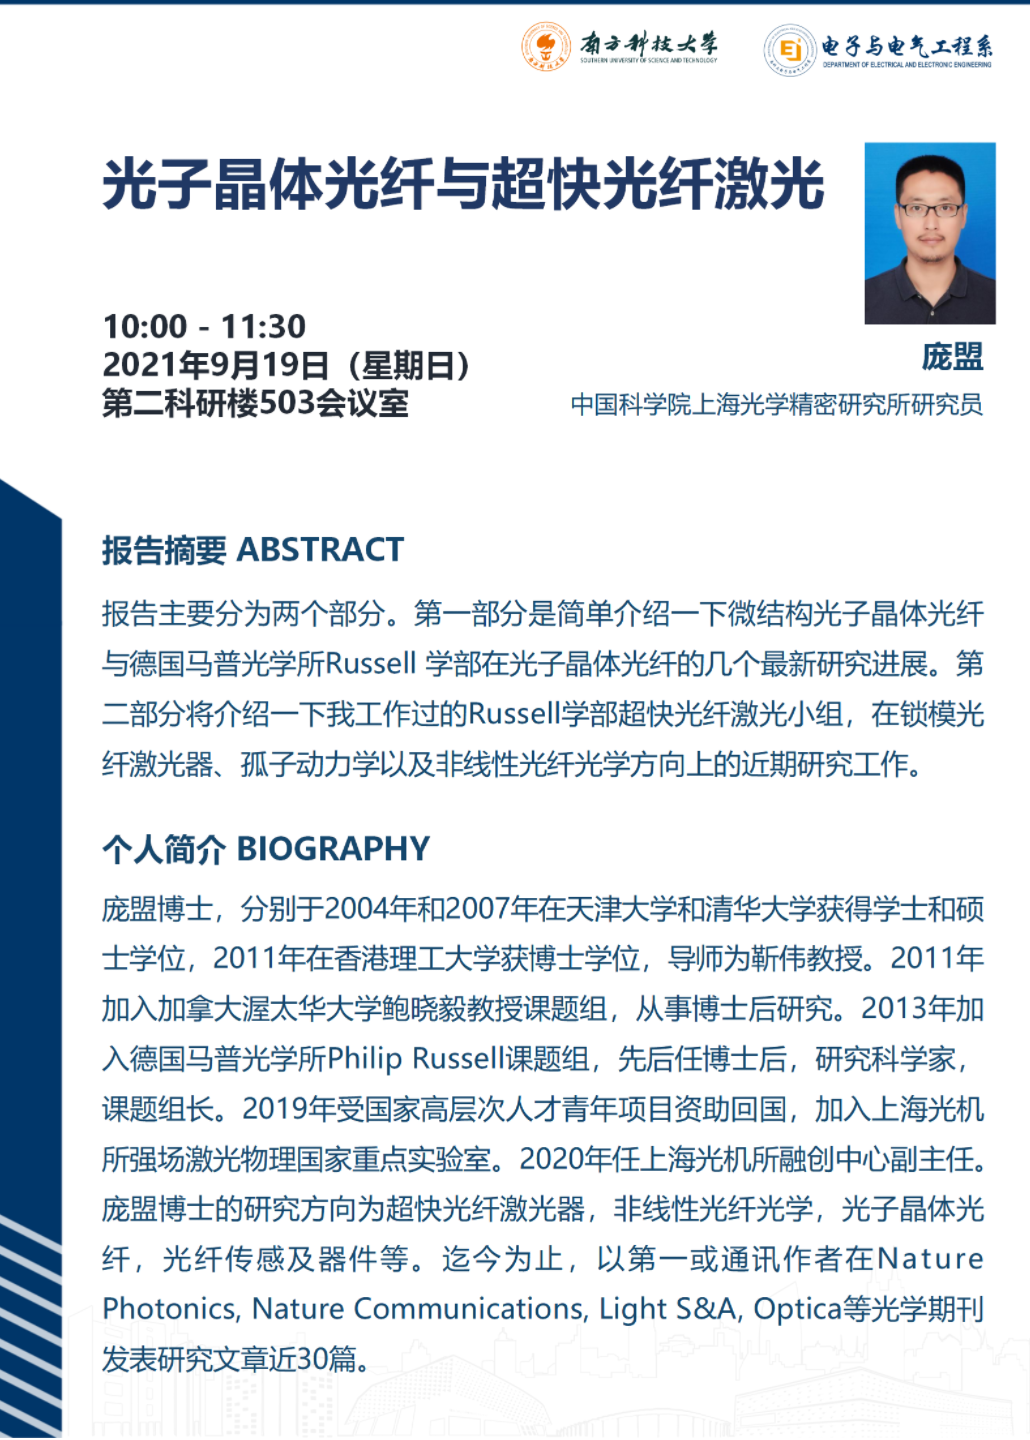 南方科技大学
SOUTHERN UNIVERSITY OF SCIENCE AND TECHNOLOGY
电子与电气工程系
DEPARTMENT OF ELECTRICAL AND ELECTRONIC ENGINEERING
光子晶体光纤与超快光纤激光
10:00 - 11:30
2021年9月19日（星期日）
第二科研楼503会议室
庞盟
中国科学院上海光学精密研究所研究员
报告摘要 ABSTRACT
报告主要分为两个部分。第一部分是简单介绍一下微结构光子晶体光纤
与德国马普光学所Russell 学部在光子晶体光纤的几个最新研究进展。第
二部分将介绍一下我工作过的Russell学部超快光纤激光小组，在锁模光
纤激光器、孤子动力学以及非线性光纤光学方向上的近期研究工作。
个人简介 BIOGRAPHY
庞盟博士，分别于2004年和2007年在天津大学和清华大学获得学士和硕
士学位，2011年在香港理工大学获博士学位，导师为靳伟教授。2011年
加入加拿大渥太华大学鲍晓毅教授课题组，从事博士后研究。2013年加
入德国马普光学所Philip Russell课题组，先后任博士后，研究科学家，
课题组长。2019年受国家高层次人才青年项目资助回国，加入上海光机
所强场激光物理国家重点实验室。2020年任上海光机所融创中心副主任。
庞盟博士的研究方向为超快光纤激光器，非线性光纤光学，光子晶体光
纤，光纤传感及器件等。迄今为止，以第一或通讯作者在Nature
Photonics, Nature Communications, Light S&A, Optica等光学期刊
发表研究文章近30篇。